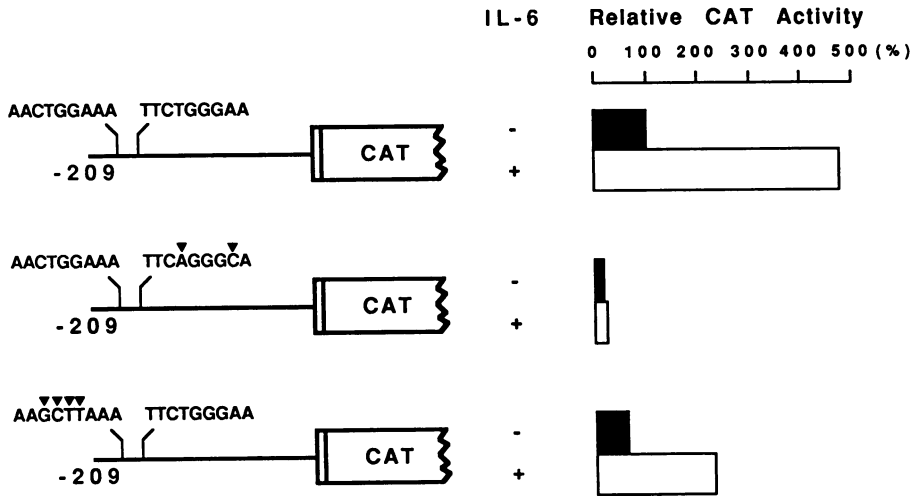 IL-6 Relative CAT Activity
0 100 200 300 400 500 (%)
AACTGGAAA TTCTGGGAA
CAT
-
-209
+
AACTGGAAA TTCAGGGCA
-
CAT
-209
+
AAGCTTAAA TTCTGGGAA
-
CAT
-209
+